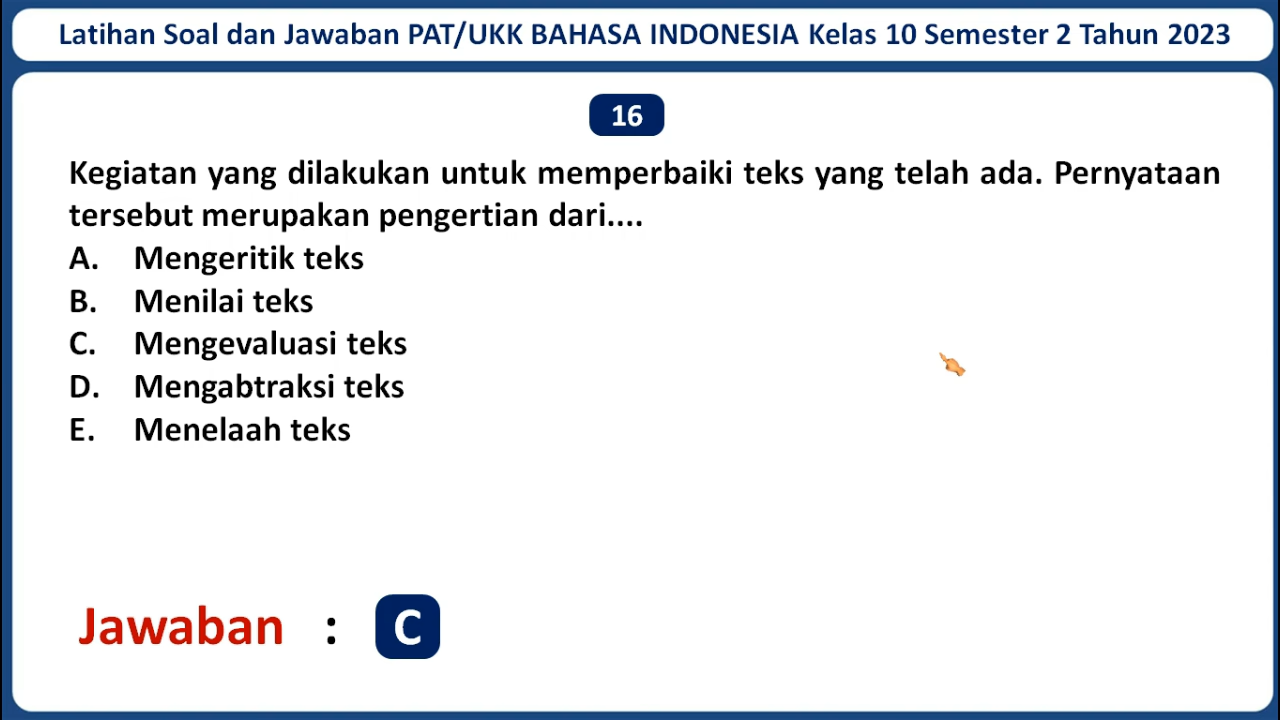 Latihan Soal dan Jawaban PAT/UKK BAHASA INDONESIA Kelas 10 Semester 2 Tahun 2023
16
Kegiatan yang dilakukan untuk memperbaiki teks yang telah ada. Pernyataan
tersebut merupakan pengertian dari....
A. Mengeritik teks
B. Menilai teks
C. Mengevaluasi teks
D. Mengabtraksi teks
E. Menelaah teks
Jawaban : C